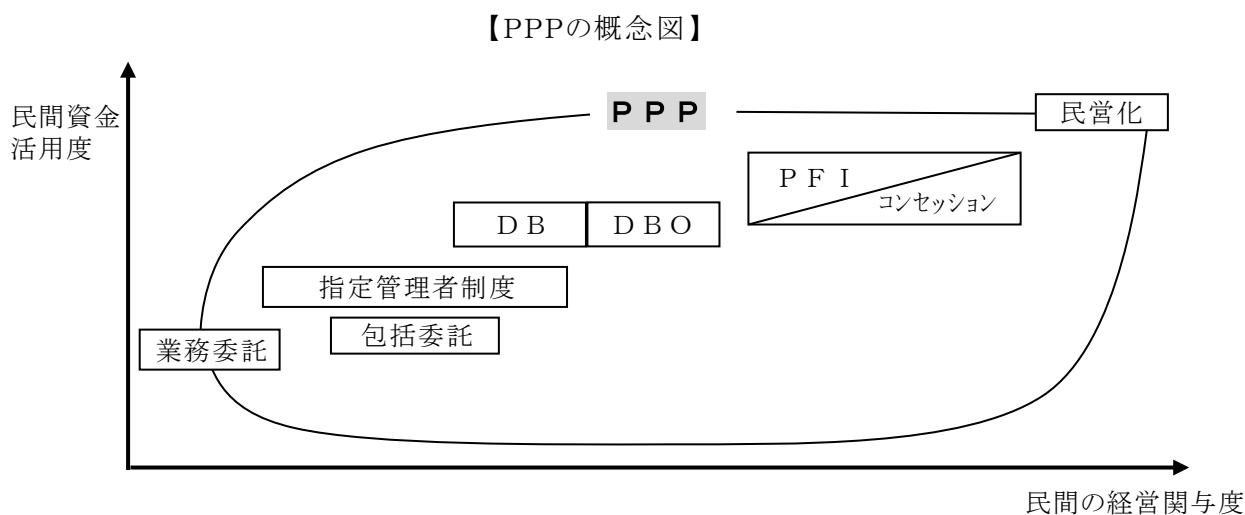 【PPPの概念図】
民間資金
活用度
ＰＰＰ
民営化
ＰＦＩ
コンセッション
ＤＢ
ＤＢＯ
指定管理者制度
包括委託
業務委託
民間の経営関与度